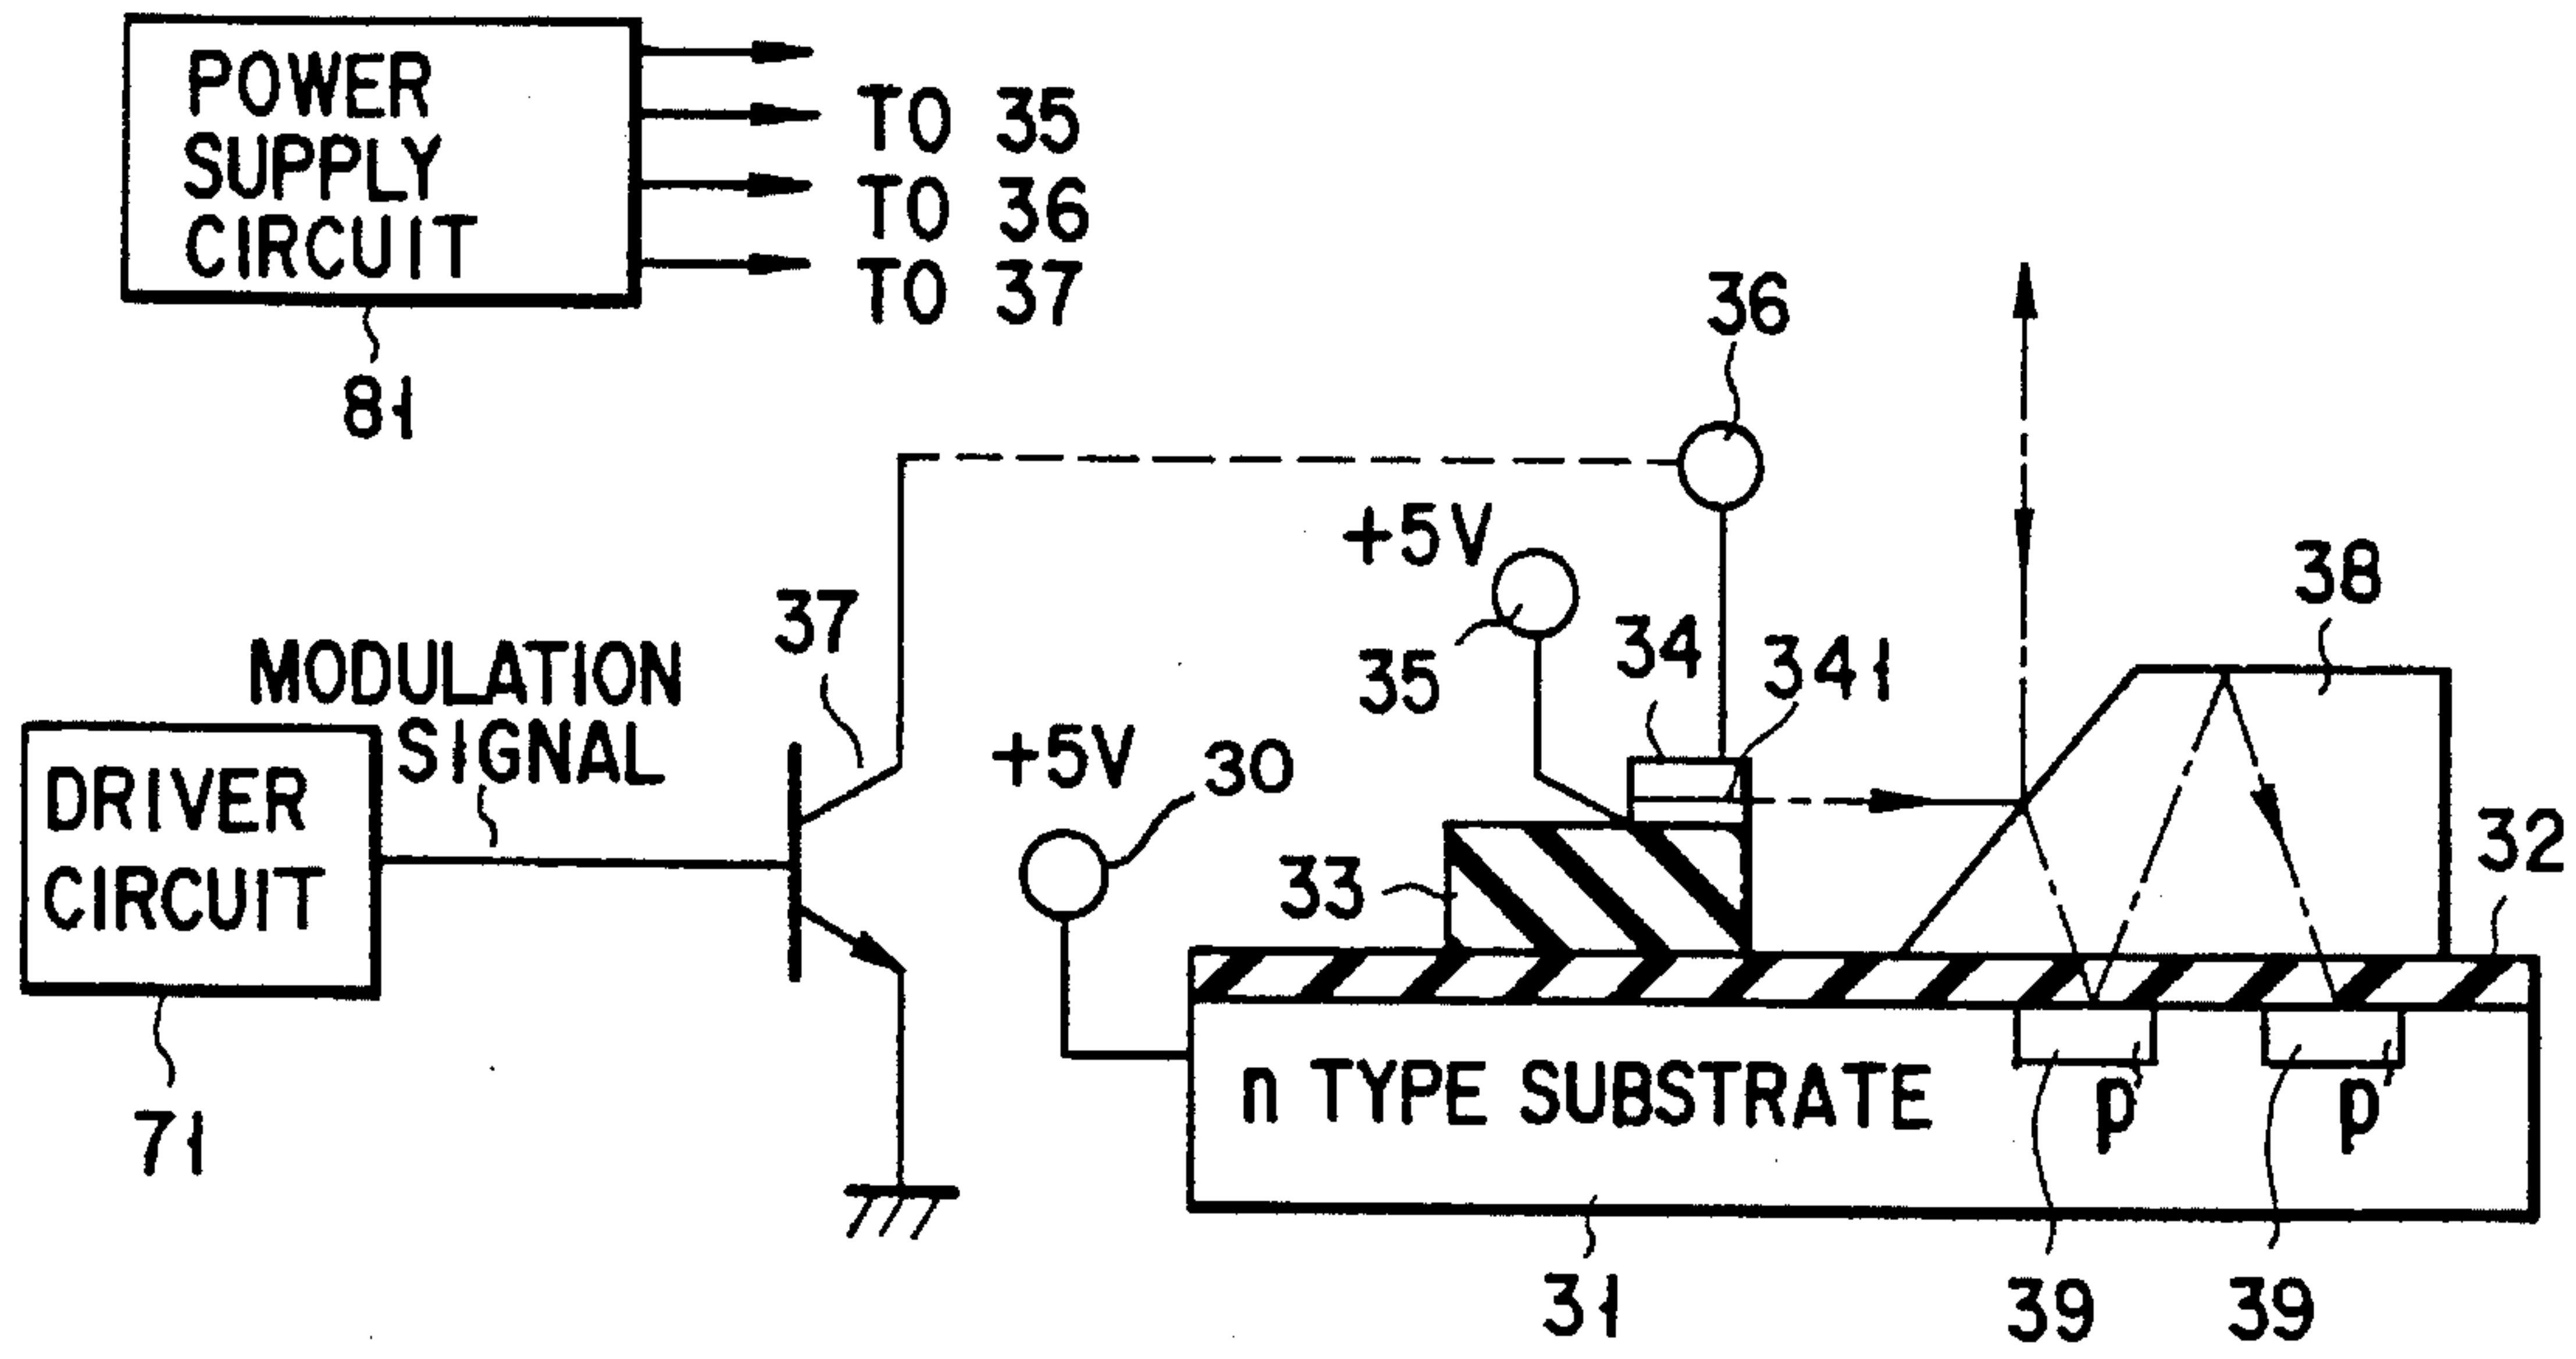 POWER
SUPPLY
CIRCUIT
TO 35
TO 36
TO 37
81
36
+5V
38
37
34
341
35
MODULATION
SIGNAL
+5V
30
DRIVER
CIRCUIT
33
32
n TYPE SUBSTRATE
p
p
71
31
39
39